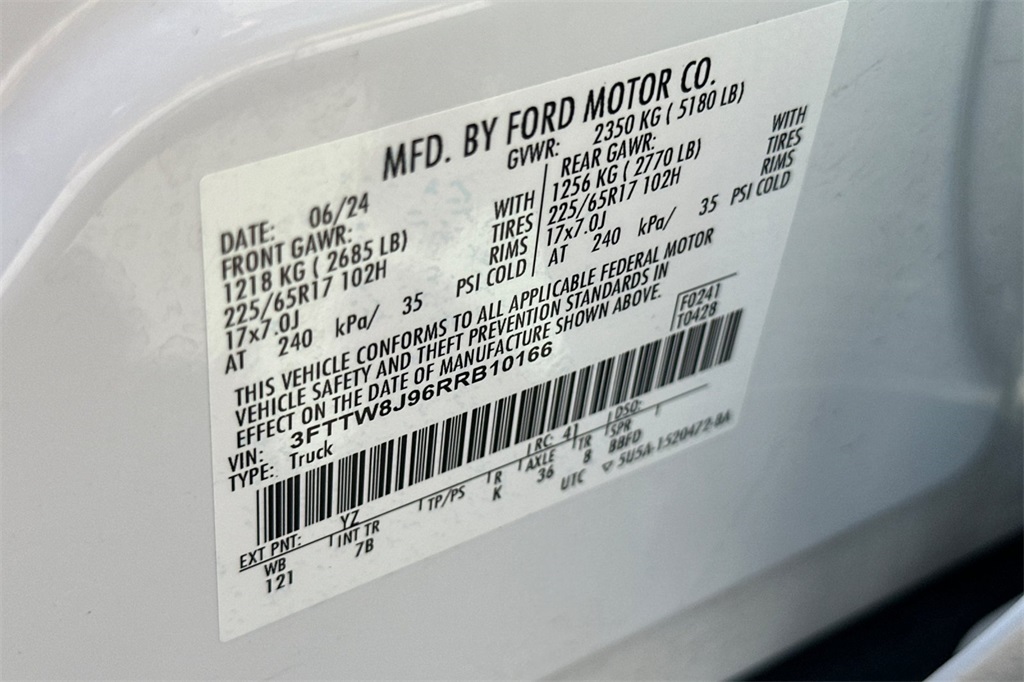 MFD. BY FORD MOTOR CO.
DATE: 06/24 GVWR: 2350 KG ( 5180 LB)
FRONT GAWR: REAR GAWR:
1218 KG ( 2685 LB) WITH 1256 KG ( 2770 LB) WITH
225/65R17 102H TIRES 225/65R17 102H TIRES
17x7.0J RIMS 17x7.0J RIMS
AT 240 kPa/ 35 PSI COLD AT 240 kPa/ 35 PSI COLD
THIS VEHICLE CONFORMS TO ALL APPLICABLE FEDERAL MOTOR
VEHICLE SAFETY AND THEFT PREVENTION STANDARDS IN
EFFECT ON THE DATE OF MANUFACTURE SHOWN ABOVE.
VIN: 3FTTW8J96RRB10166 F0241
TYPE: Truck T0428
EXT PNT: YZ RC: 41 DSO:
WB INT TR TP/PS R AXLE TR SPR
121 7B K 36 8 BBFD
UTC 5U5A-1520472-BA